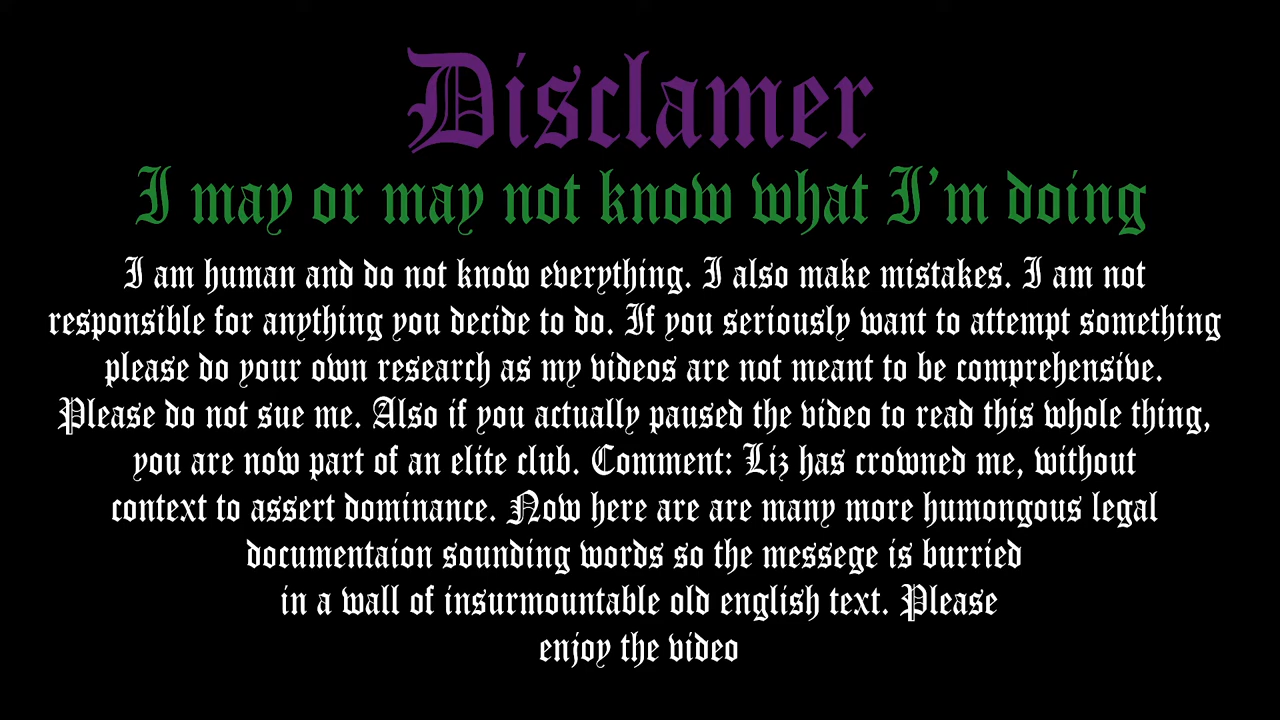 Disclamer
I may or may not know what I'm doing
I am human and do not know everything. I also make mistakes. I am not
responsible for anything you decide to do. If you seriously want to attempt something
please do your own research as my videos are not meant to be comprehensive.
Please do not sue me. Also if you actually paused the video to read this whole thing,
you are now part of an elite club. Comment: Liz has crowned me, without
context to assert dominance. Now here are are many more humongous legal
documentaion sounding words so the messege is burried
in a wall of insurmountable old english text. Please
enjoy the video